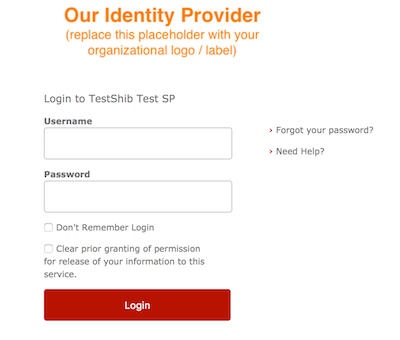 Our Identity Provider
(replace this placeholder with your
organizational logo / label)
Login to TestShib Test SP
Username
› Forgot your password?
› Need Help?
Password
Don't Remember Login
Clear prior granting of permission
for release of your information to this
service.
Login